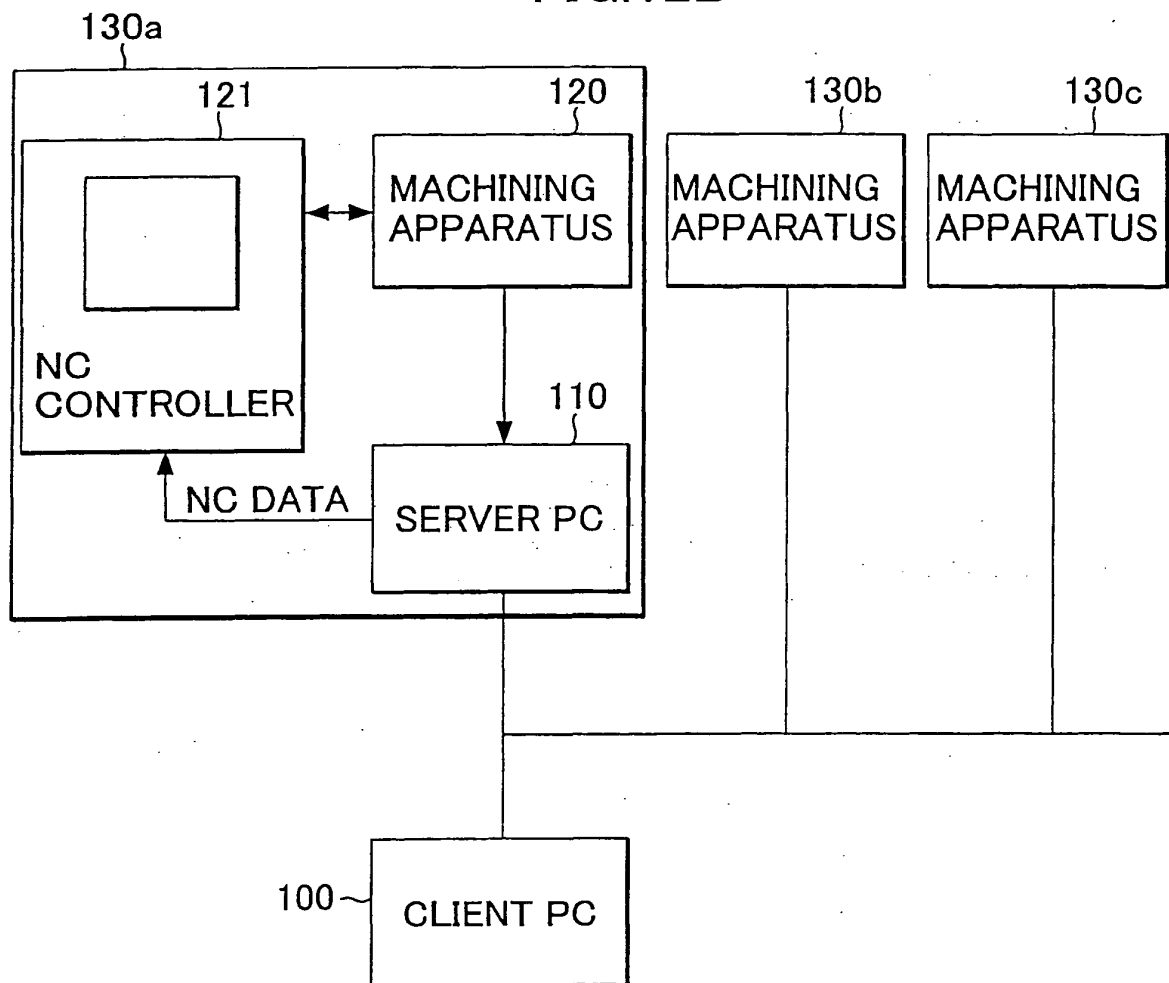 130a
121
120
130b
130c
MACHINING
APPARATUS
MACHINING
APPARATUS
MACHINING
APPARATUS
NC
CONTROLLER
110
NC DATA
SERVER PC
100
CLIENT PC